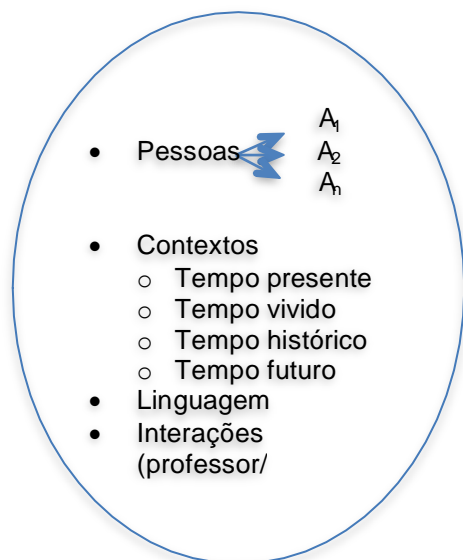 A₁
• Pessoas A₂
Aₙ
• Contextos
o Tempo presente
o Tempo vivido
o Tempo histórico
o Tempo futuro
• Linguagem
• Interações
(professor/